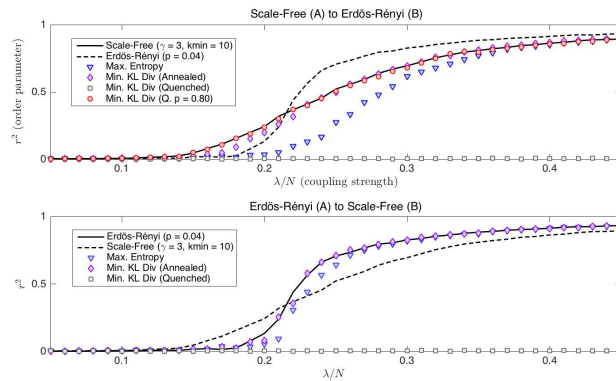 Scale-Free (A) to Erdös-Rényi (B)
1
0.5
0
r² (order parameter)
Scale-Free (γ = 3, kmin = 10)
Erdös-Rényi (p = 0.04)
Max. Entropy
Min. KL Div (Annealed)
Min. KL Div (Quenched)
Min. KL Div (Q. p = 0.80)
0.1 0.2 0.3 0.4
λ/N (coupling strength)
Erdös-Rényi (A) to Scale-Free (B)
1
0.5
0
r²
Erdös-Rényi (p = 0.04)
Scale-Free (γ = 3, kmin = 10)
Max. Entropy
Min. KL Div (Annealed)
Min. KL Div (Quenched)
0.1 0.2 0.3 0.4
λ/N